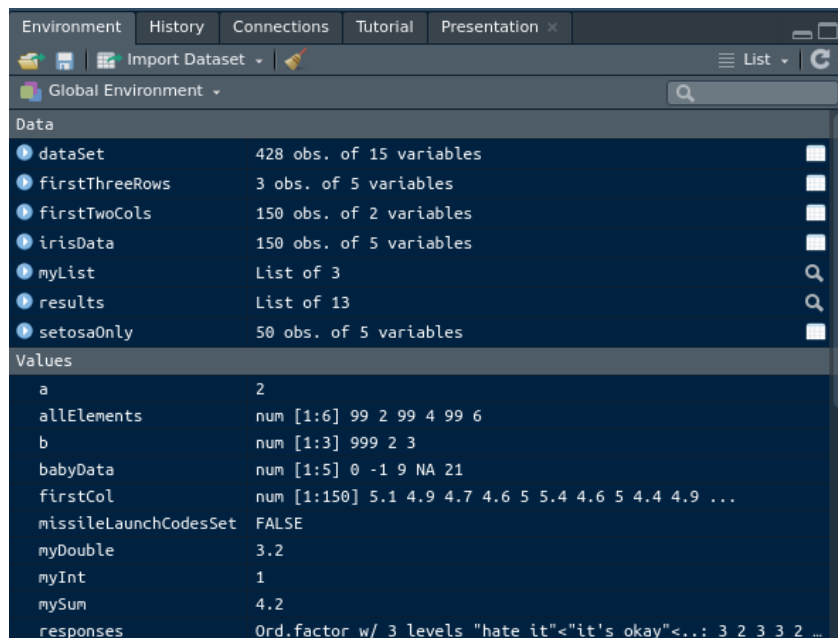 Environment History Connections Tutorial Presentation
Import Dataset List
Global Environment
Data
dataSet 428 obs. of 15 variables
firstThreeRows 3 obs. of 5 variables
firstTwoCols 150 obs. of 2 variables
irisData 150 obs. of 5 variables
myList List of 3
results List of 13
setosaOnly 50 obs. of 5 variables
Values
a 2
allElements num [1:6] 99 2 99 4 99 6
b num [1:3] 999 2 3
babyData num [1:5] 0 -1 9 NA 21
firstCol num [1:150] 5.1 4.9 4.7 4.6 5 5.4 4.6 5 4.4 4.9 ...
missileLaunchCodesSet FALSE
myDouble 3.2
myInt 1
mySum 4.2
responses Ord.factor w/ 3 levels "hate it"<"it's okay"<..: 3 2 3 3 2 …